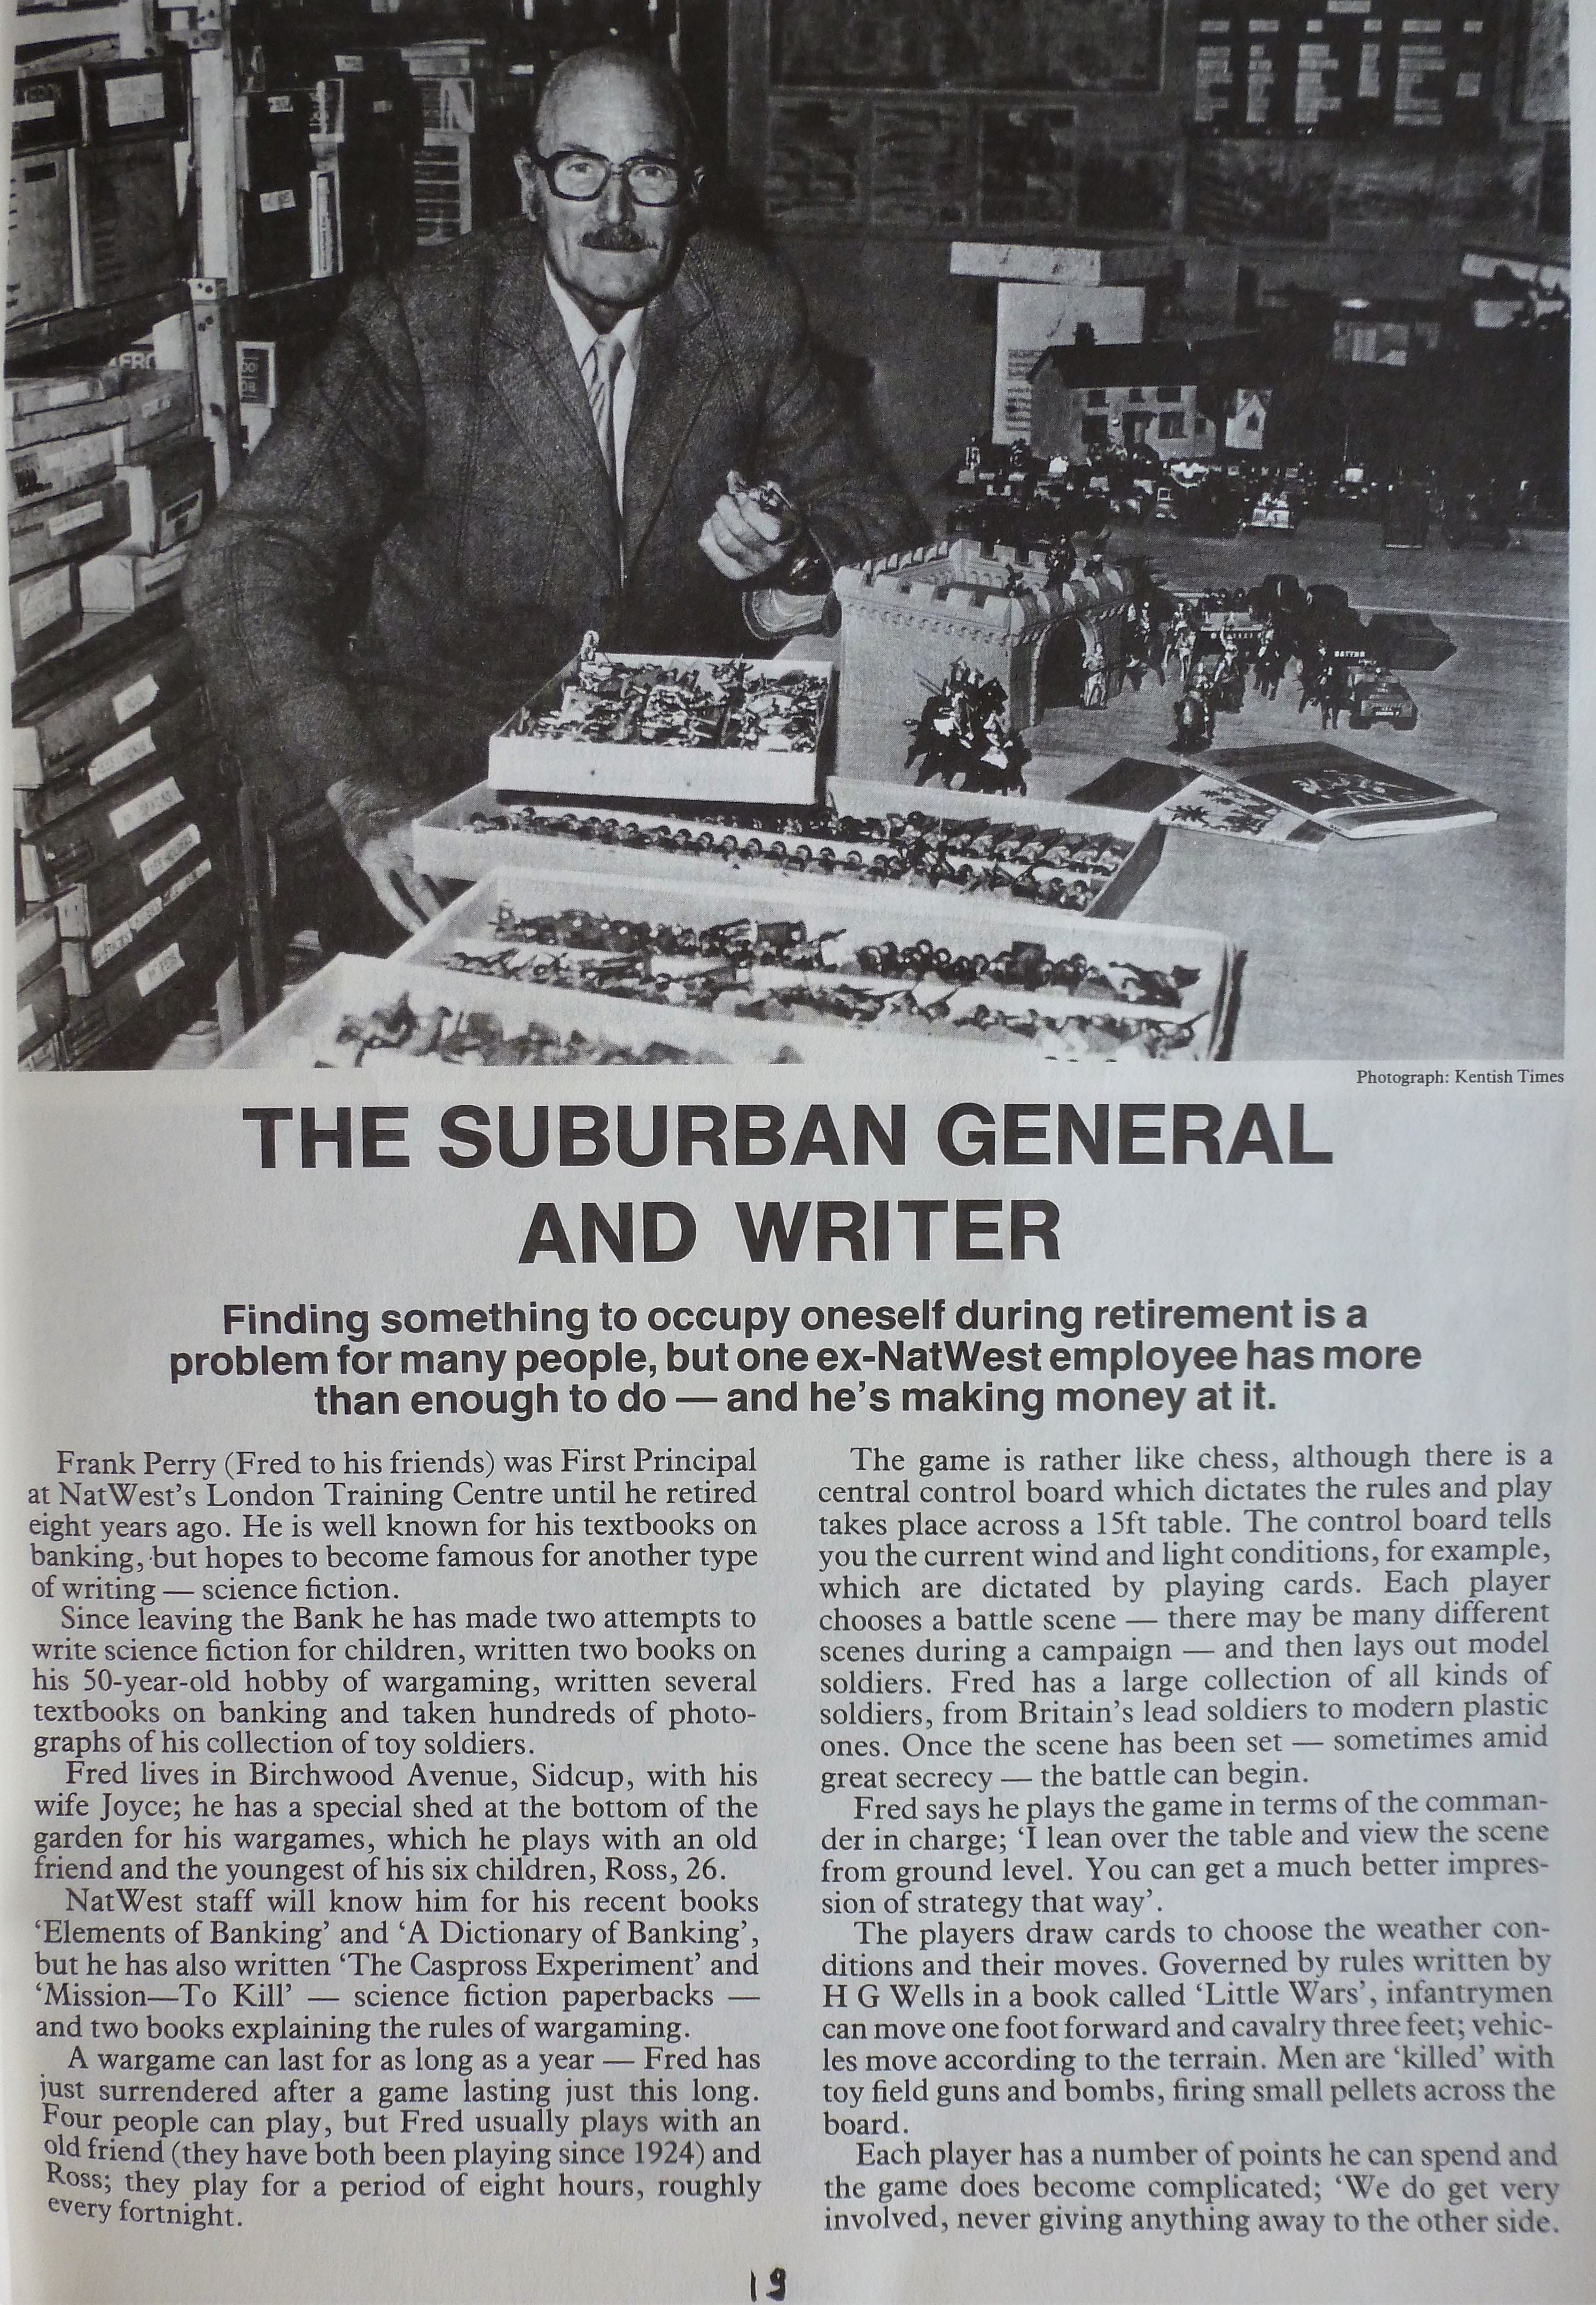 Photograph: Kentish Times
THE SUBURBAN GENERAL
AND WRITER
Finding something to occupy oneself during retirement is a
problem for many people, but one ex-NatWest employee has more
than enough to do — and he's making money at it.
Frank Perry (Fred to his friends) was First Principal
at NatWest's London Training Centre until he retired
eight years ago. He is well known for his textbooks on
banking, but hopes to become famous for another type
of writing — science fiction.
Since leaving the Bank he has made two attempts to
write science fiction for children, written two books on
his 50-year-old hobby of wargaming, written several
textbooks on banking and taken hundreds of photo-
graphs of his collection of toy soldiers.
Fred lives in Birchwood Avenue, Sidcup, with his
wife Joyce; he has a special shed at the bottom of the
garden for his wargames, which he plays with an old
friend and the youngest of his six children, Ross, 26.
NatWest staff will know him for his recent books
‘Elements of Banking’ and ‘A Dictionary of Banking’,
but he has also written ‘The Caspross Experiment’ and
‘Mission—To Kill’ — science fiction paperbacks —
and two books explaining the rules of wargaming.
A wargame can last for as long as a year — Fred has
just surrendered after a game lasting just this long.
Four people can play, but Fred usually plays with an
old friend (they have both been playing since 1924) and
Ross; they play for a period of eight hours, roughly
every fortnight.
The game is rather like chess, although there is a
central control board which dictates the rules and play
takes place across a 15ft table. The control board tells
you the current wind and light conditions, for example,
which are dictated by playing cards. Each player
chooses a battle scene — there may be many different
scenes during a campaign — and then lays out model
soldiers. Fred has a large collection of all kinds of
soldiers, from Britain's lead soldiers to modern plastic
ones. Once the scene has been set — sometimes amid
great secrecy — the battle can begin.
Fred says he plays the game in terms of the comman-
der in charge; ‘I lean over the table and view the scene
from ground level. You can get a much better impres-
sion of strategy that way’.
The players draw cards to choose the weather con-
ditions and their moves. Governed by rules written by
H G Wells in a book called ‘Little Wars’, infantrymen
can move one foot forward and cavalry three feet; vehic-
les move according to the terrain. Men are ‘killed’ with
toy field guns and bombs, firing small pellets across the
board.
Each player has a number of points he can spend and
the game does become complicated; ‘We do get very
involved, never giving anything away to the other side.
19